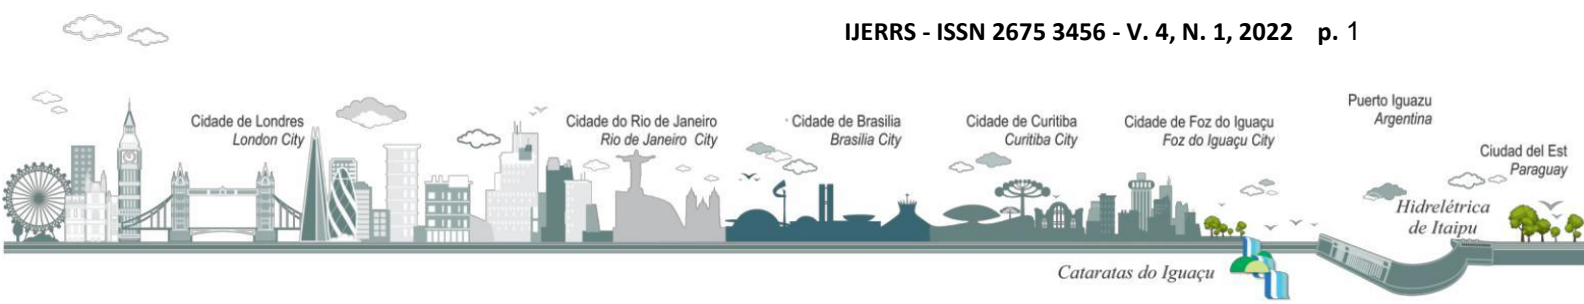 IJERRS - ISSN 2675 3456 - V. 4, N. 1, 2022 p. 1
Cidade de Londres
London City
Cidade do Rio de Janeiro
Rio de Janeiro City
Cidade de Brasilia
Brasilia City
Cidade de Curitiba
Curitiba City
Cidade de Foz do Iguaçu
Foz do Iguaçu City
Puerto Iguazu
Argentina
Ciudad del Est
Paraguay
Hidrelétrica
de Itaipu
Cataratas do Iguaçu